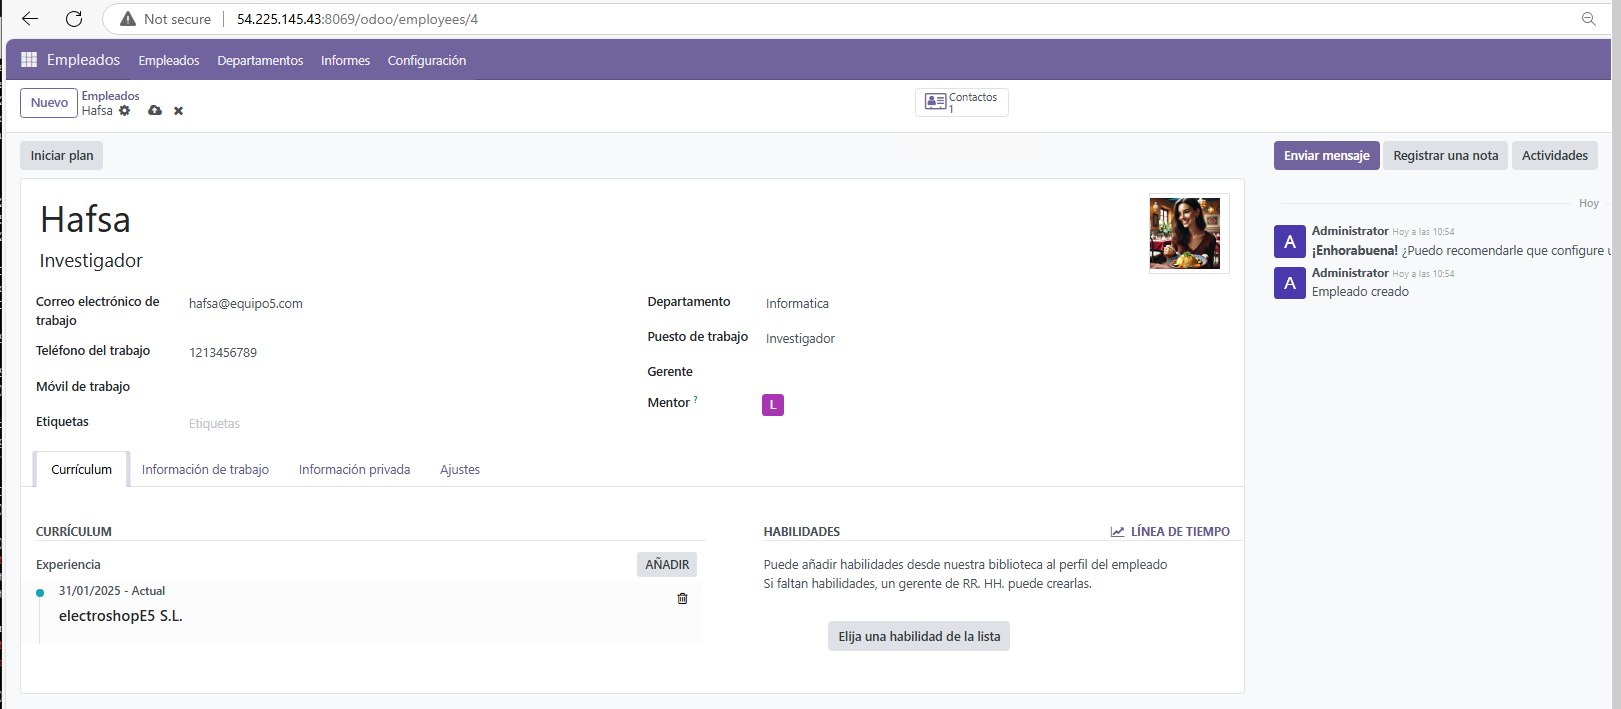 Not secure 54.225.145.43:8069/odoo/employees/4
Empleados Empleados Departamentos Informes Configuración
Nuevo
Empleados
Hafsa
Contactos
1
Iniciar plan
Enviar mensaje Registrar una nota Actividades
Hoy
Hafsa
Investigador
A
Administrator Hoy a las 10:54
¡Enhorabuena! ¿Puedo recomendarle que configure
A
Administrator Hoy a las 10:54
Empleado creado
Correo electrónico de
trabajo
hafsa@equipo5.com
Teléfono del trabajo 1213456789
Móvil de trabajo
Etiquetas Etiquetas
Departamento Informatica
Puesto de trabajo Investigador
Gerente
Mentor ? L
Currículum Información de trabajo Información privada Ajustes
CURRÍCULUM
Experiencia AÑADIR
31/01/2025 - Actual
electroshopE5 S.L.
HABILIDADES LÍNEA DE TIEMPO
Puede añadir habilidades desde nuestra biblioteca al perfil del empleado
Si faltan habilidades, un gerente de RR. HH. puede crearlas.
Elija una habilidad de la lista